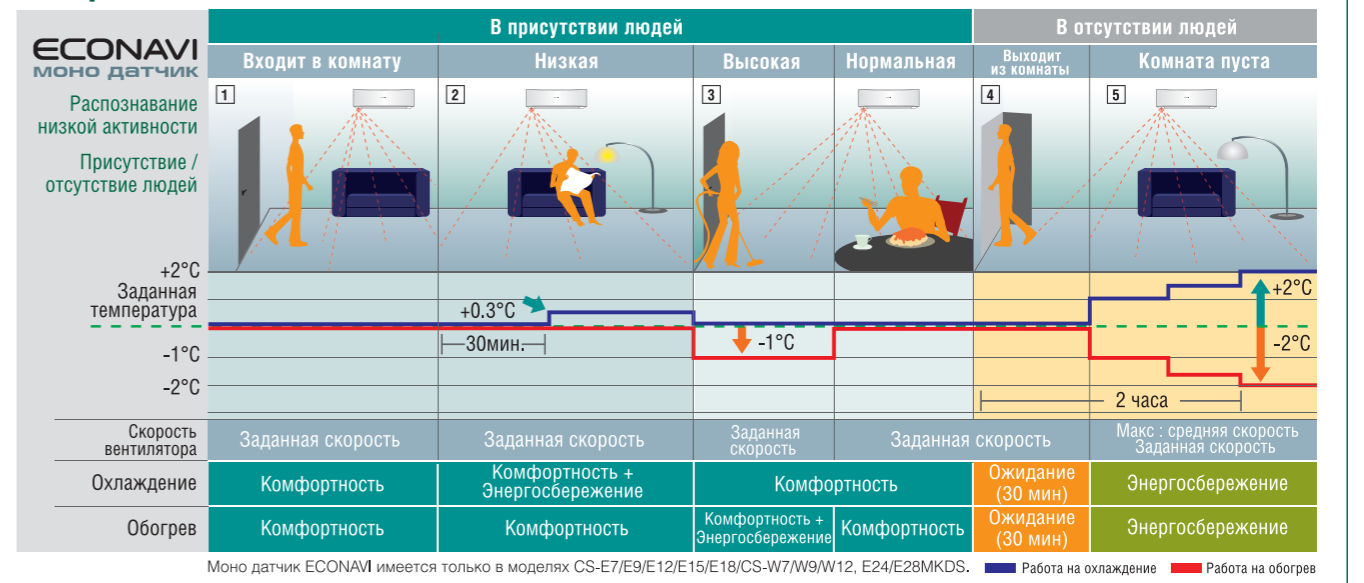 ECONAVI
МОНО ДАТЧИК
Распознавание
низкой активности
Присутствие /
отсутствие людей
В присутствии людей
В отсутствии людей
Входит в комнату
Низкая
Высокая
Нормальная
Выходит
из комнаты
Комната пуста
1
2
3
4
5
+2°C
Заданная
температура
-1°C
-2°C
+0.3°C
30мин.
-1°C
+2°C
-2°C
2 часа
Скорость
вентилятора
Заданная скорость
Заданная скорость
Заданная
скорость
Заданная скорость
Макс : средняя скорость
Заданная скорость
Охлаждение
Комфортность
Комфортность +
Энергосбережение
Комфортность
Ожидание
(30 мин)
Энергосбережение
Обогрев
Комфортность
Комфортность
Комфортность +
Энергосбережение
Комфортность
Ожидание
(30 мин)
Энергосбережение
Моно датчик ECONAVI имеется только в моделях CS-E7/E9/E12/E15/E18/CS-W7/W9/W12, E24/E28MKDS.
Работа на охлаждение
Работа на обогрев